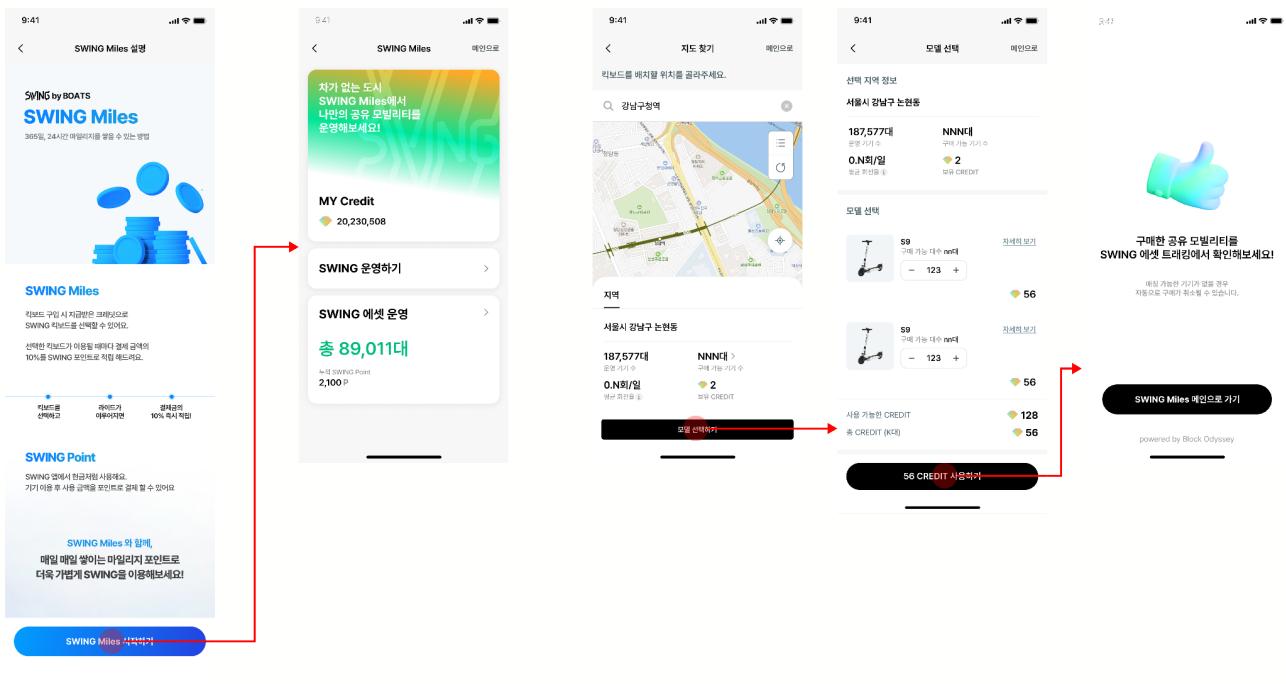 9:41
SWING Miles 설명
SWING by BOATS
SWING Miles
365일, 24시간 마일리지를 쌓을 수 있는 방법
SWING Miles
킥보드 구입 시 지급받은 크레딧으로
SWING 킥보드를 선택할 수 있어요.
선택한 킥보드가 이용될 때마다 결제 금액의
10%를 SWING 포인트로 적립 해드려요.
킥보드를
선택하고
라이드가
이루어지면
결제금의
10% 즉시 적립!
SWING Point
SWING 앱에서 현금처럼 사용해요.
기기 이용 후 사용 금액을 포인트로 결제 할 수 있어요
SWING Miles 와 함께,
매일 매일 쌓이는 마일리지 포인트로
더욱 가볍게 SWING을 이용해보세요!
SWING Miles 시작하기
9:41
SWING Miles
메인으로
차가 없는 도시
SWING Miles에서
나만의 공유 모빌리티를
운영해보세요!
SWING
MY Credit
20,230,508
SWING 운영하기
SWING 에셋 운영
총 89,011대
누적 SWING Point
2,100 P
9:41
지도 찾기
메인으로
킥보드를 배치할 위치를 골라주세요.
강남구청역
청담동
지역
서울시 강남구 논현동
187,577대
운영 기기 수
NNN대
구매 가능 기기 수
0.N회/일
평균 회전율
2
보유 CREDIT
모델 선택하기
9:41
모델 선택
메인으로
선택 지역 정보
서울시 강남구 논현동
187,577대
운영 기기 수
NNN대
구매 가능 기기 수
0.N회/일
평균 회전율
2
보유 CREDIT
모델 선택
S9
자세히 보기
구매 가능 대수 nn대
− 123 +
56
S9
자세히 보기
구매 가능 대수 nn대
− 123 +
56
사용 가능한 CREDIT
128
총 CREDIT (K대)
56
56 CREDIT 사용하기
9:41
구매한 공유 모빌리티를
SWING 에셋 트래킹에서 확인해보세요!
매칭 가능한 기기가 없을 경우
자동으로 구매가 취소될 수 있습니다.
SWING Miles 메인으로 가기
powered by Block Odyssey